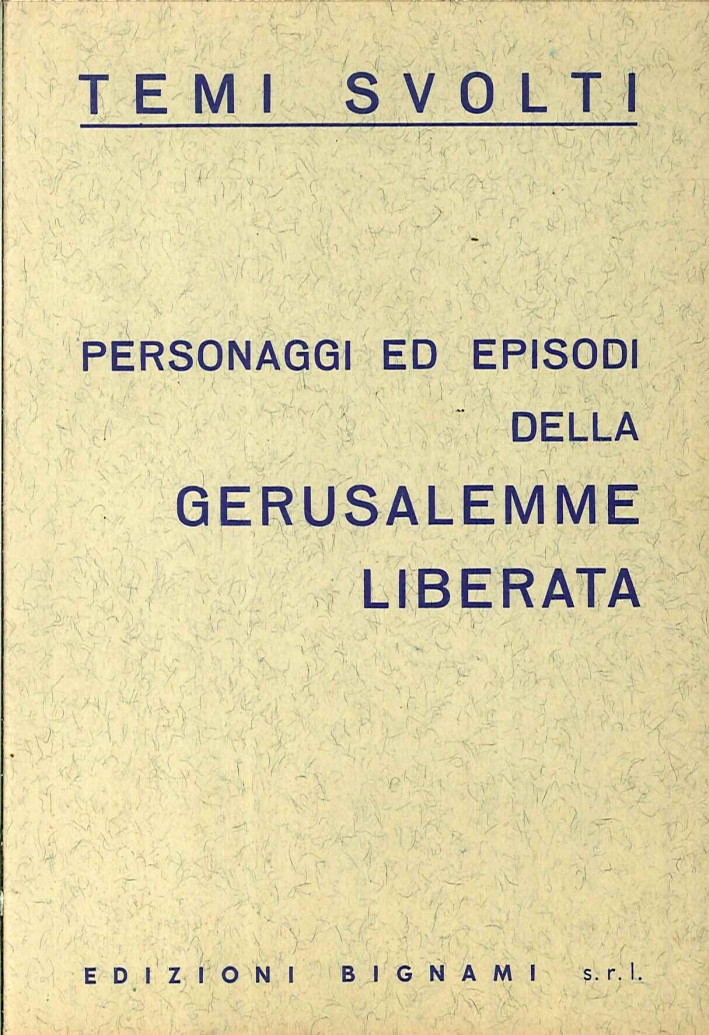 TEMI SVOLTI
PERSONAGGI ED EPISODI
DELLA
GERUSALEMME
LIBERATA
EDIZIONI BIGNAMI s.r.l.